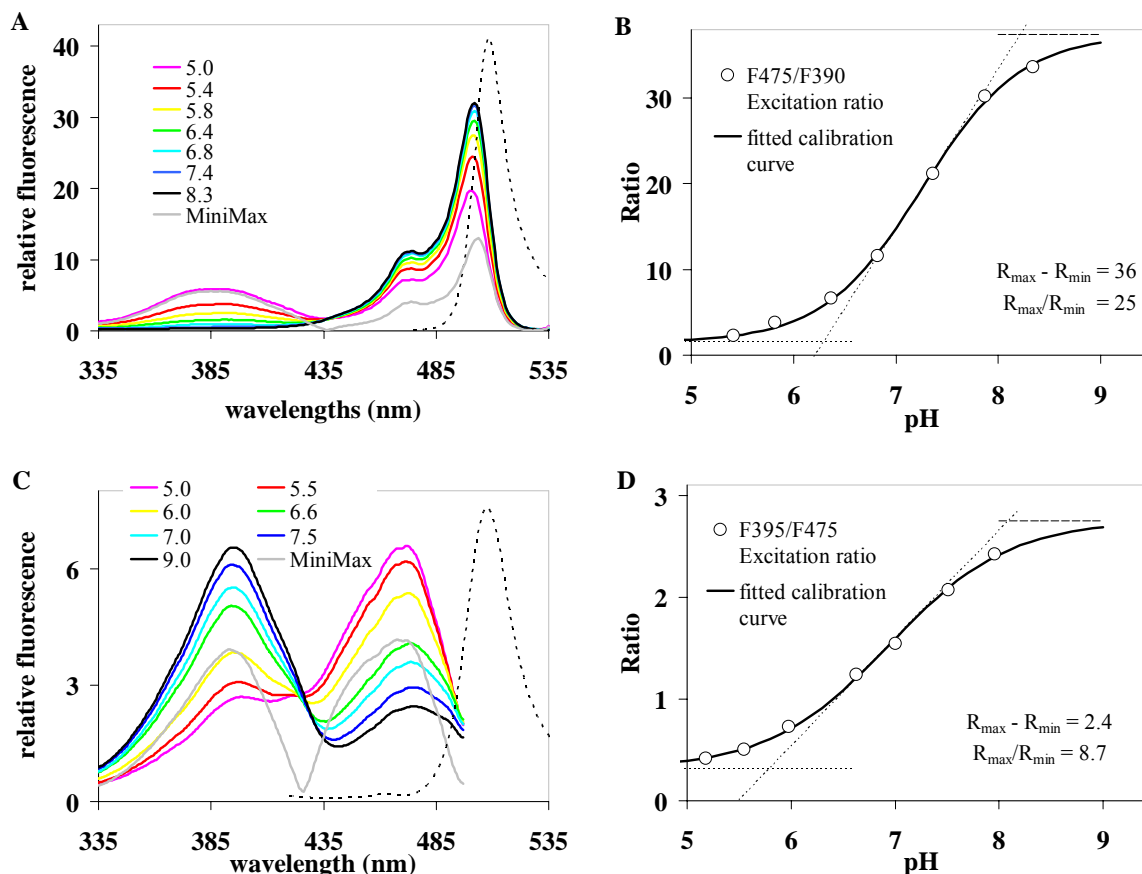 A
relative fluorescence
40
30
20
10
0
5.0
5.4
5.8
6.4
6.8
7.4
8.3
MiniMax
335 385 435 485 535
wavelengths (nm)
B
Ratio
30
20
10
0
F475/F390
Excitation ratio
fitted calibration
curve
Rmax - Rmin = 36
Rmax/Rmin = 25
5 6 7 8 9
pH
C
relative fluorescence
6
3
0
5.0 5.5
6.0 6.6
7.0 7.5
9.0 MiniMax
335 385 435 485 535
wavelength (nm)
D
Ratio
3
2
1
0
F395/F475
Excitation ratio
fitted calibration
curve
Rmax - Rmin = 2.4
Rmax/Rmin = 8.7
5 6 7 8 9
pH